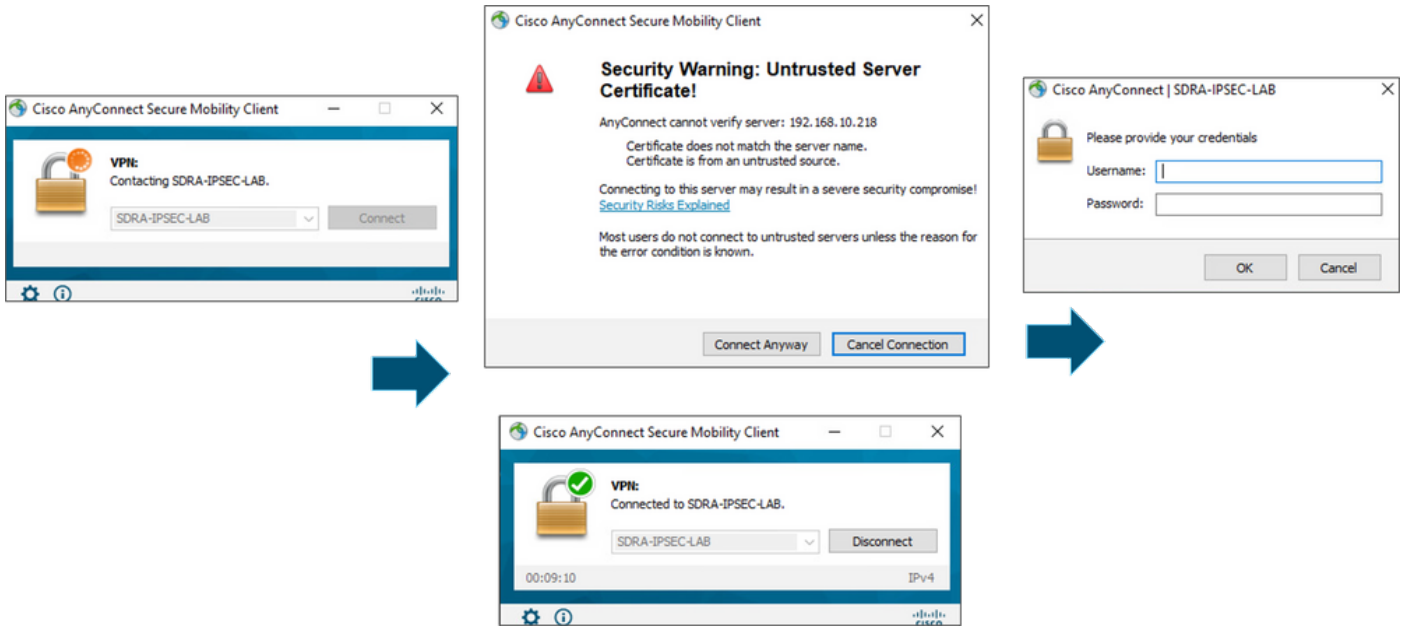 Cisco AnyConnect Secure Mobility Client
VPN:
Contacting SDRA-IPSEC-LAB.
SDRA-IPSEC-LAB
Connect
CISCO
Cisco AnyConnect Secure Mobility Client
Security Warning: Untrusted Server
Certificate!
AnyConnect cannot verify server: 192.168.10.218
Certificate does not match the server name.
Certificate is from an untrusted source.
Connecting to this server may result in a severe security compromise!
Security Risks Explained
Most users do not connect to untrusted servers unless the reason for
the error condition is known.
Connect Anyway
Cancel Connection
Cisco AnyConnect | SDRA-IPSEC-LAB
Please provide your credentials
Username:
Password:
OK
Cancel
Cisco AnyConnect Secure Mobility Client
VPN:
Connected to SDRA-IPSEC-LAB.
SDRA-IPSEC-LAB
Disconnect
00:09:10
IPv4
CISCO